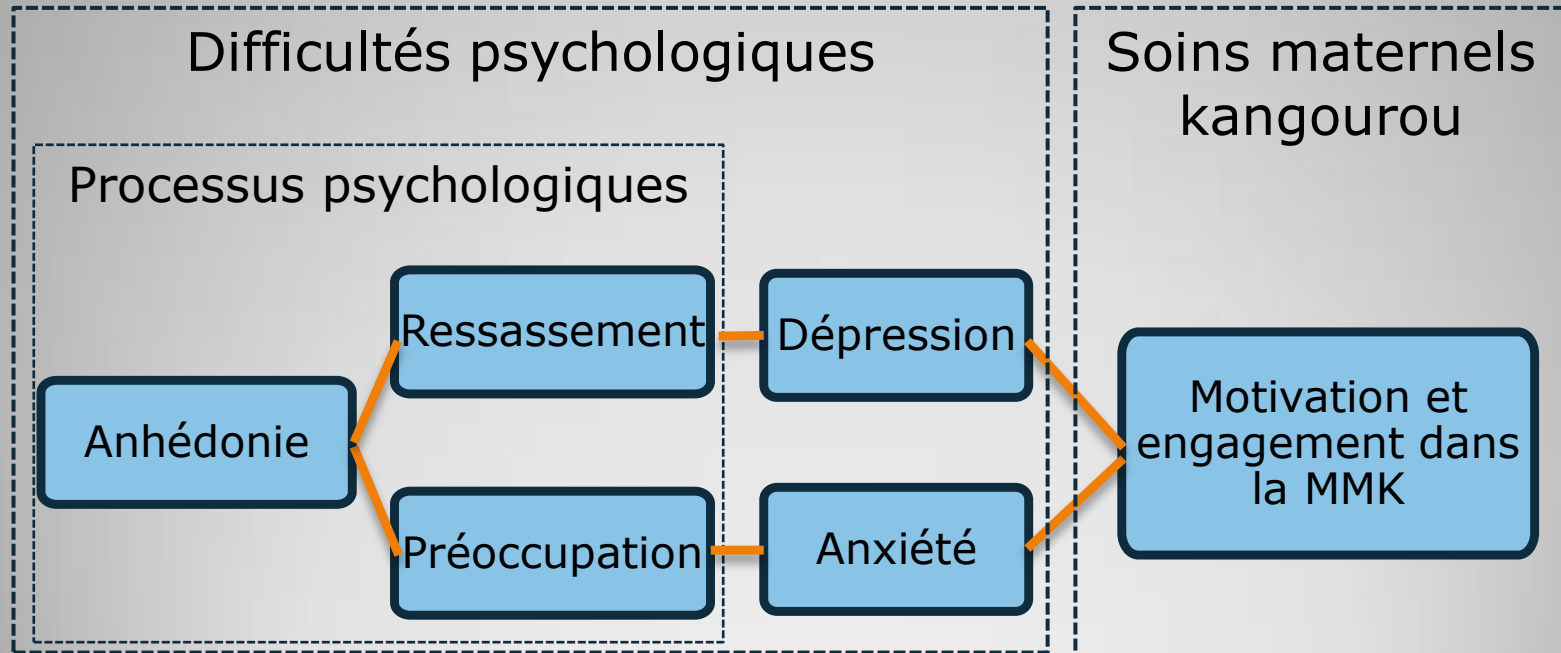 Difficultés psychologiques
Soins maternels
kangourou
Processus psychologiques
Ressassement
Dépression
Anhédonie
Motivation et
engagement dans
la MMK
Préoccupation
Anxiété